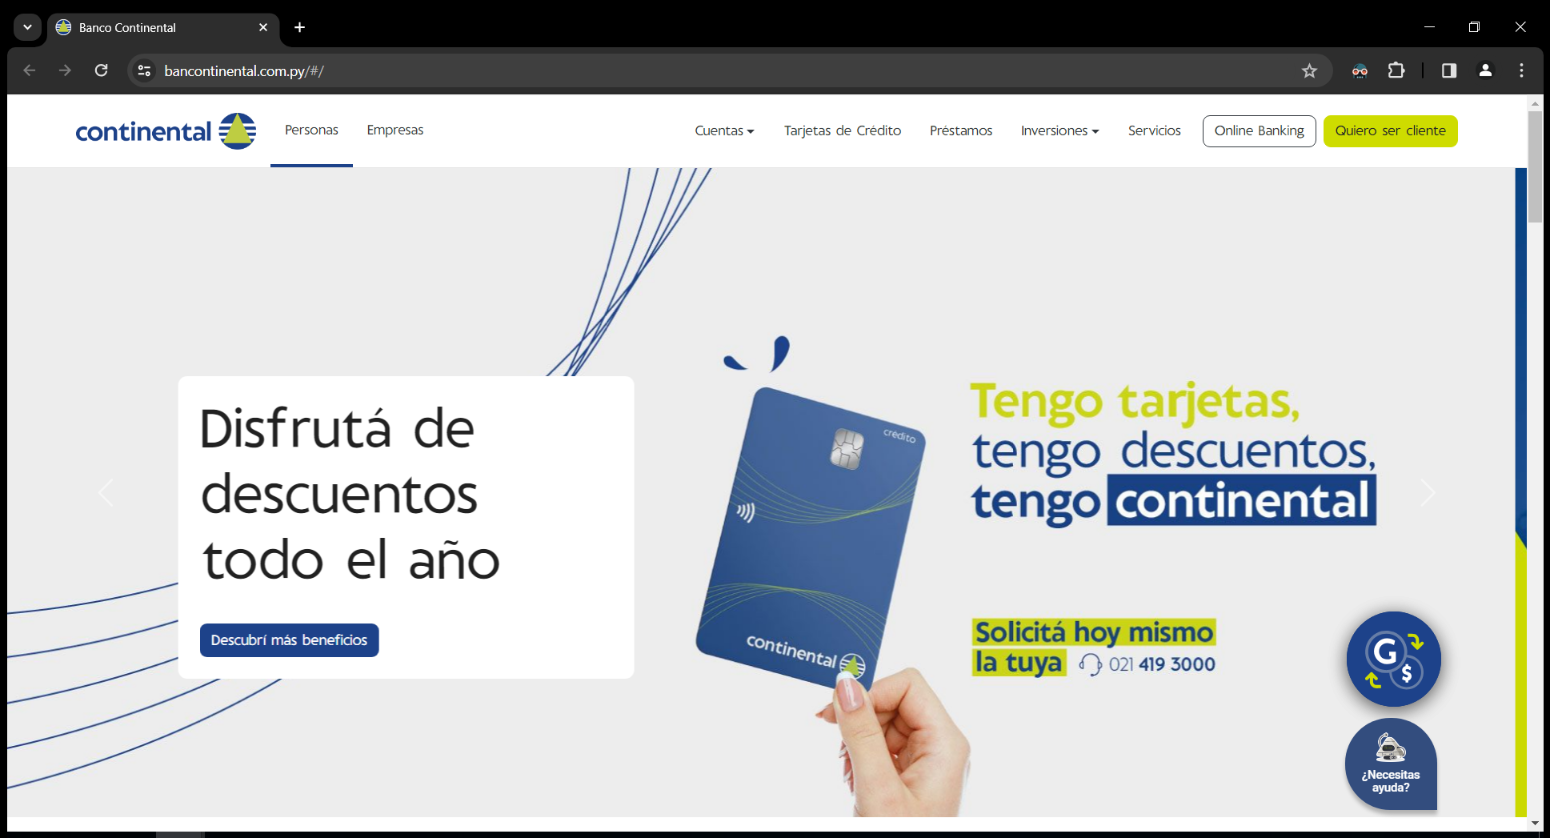 Banco Continental
bancontinental.com.py/#/
continental
Personas
Empresas
Cuentas
Tarjetas de Crédito
Préstamos
Inversiones
Servicios
Online Banking
Quiero ser cliente
Disfrutá de
descuentos
todo el año
Descubrí más beneficios
crédito
continental
Tengo tarjetas,
tengo descuentos,
tengo continental
Solicitá hoy mismo
la tuya 021 419 3000
G
$
¿Necesitas
ayuda?